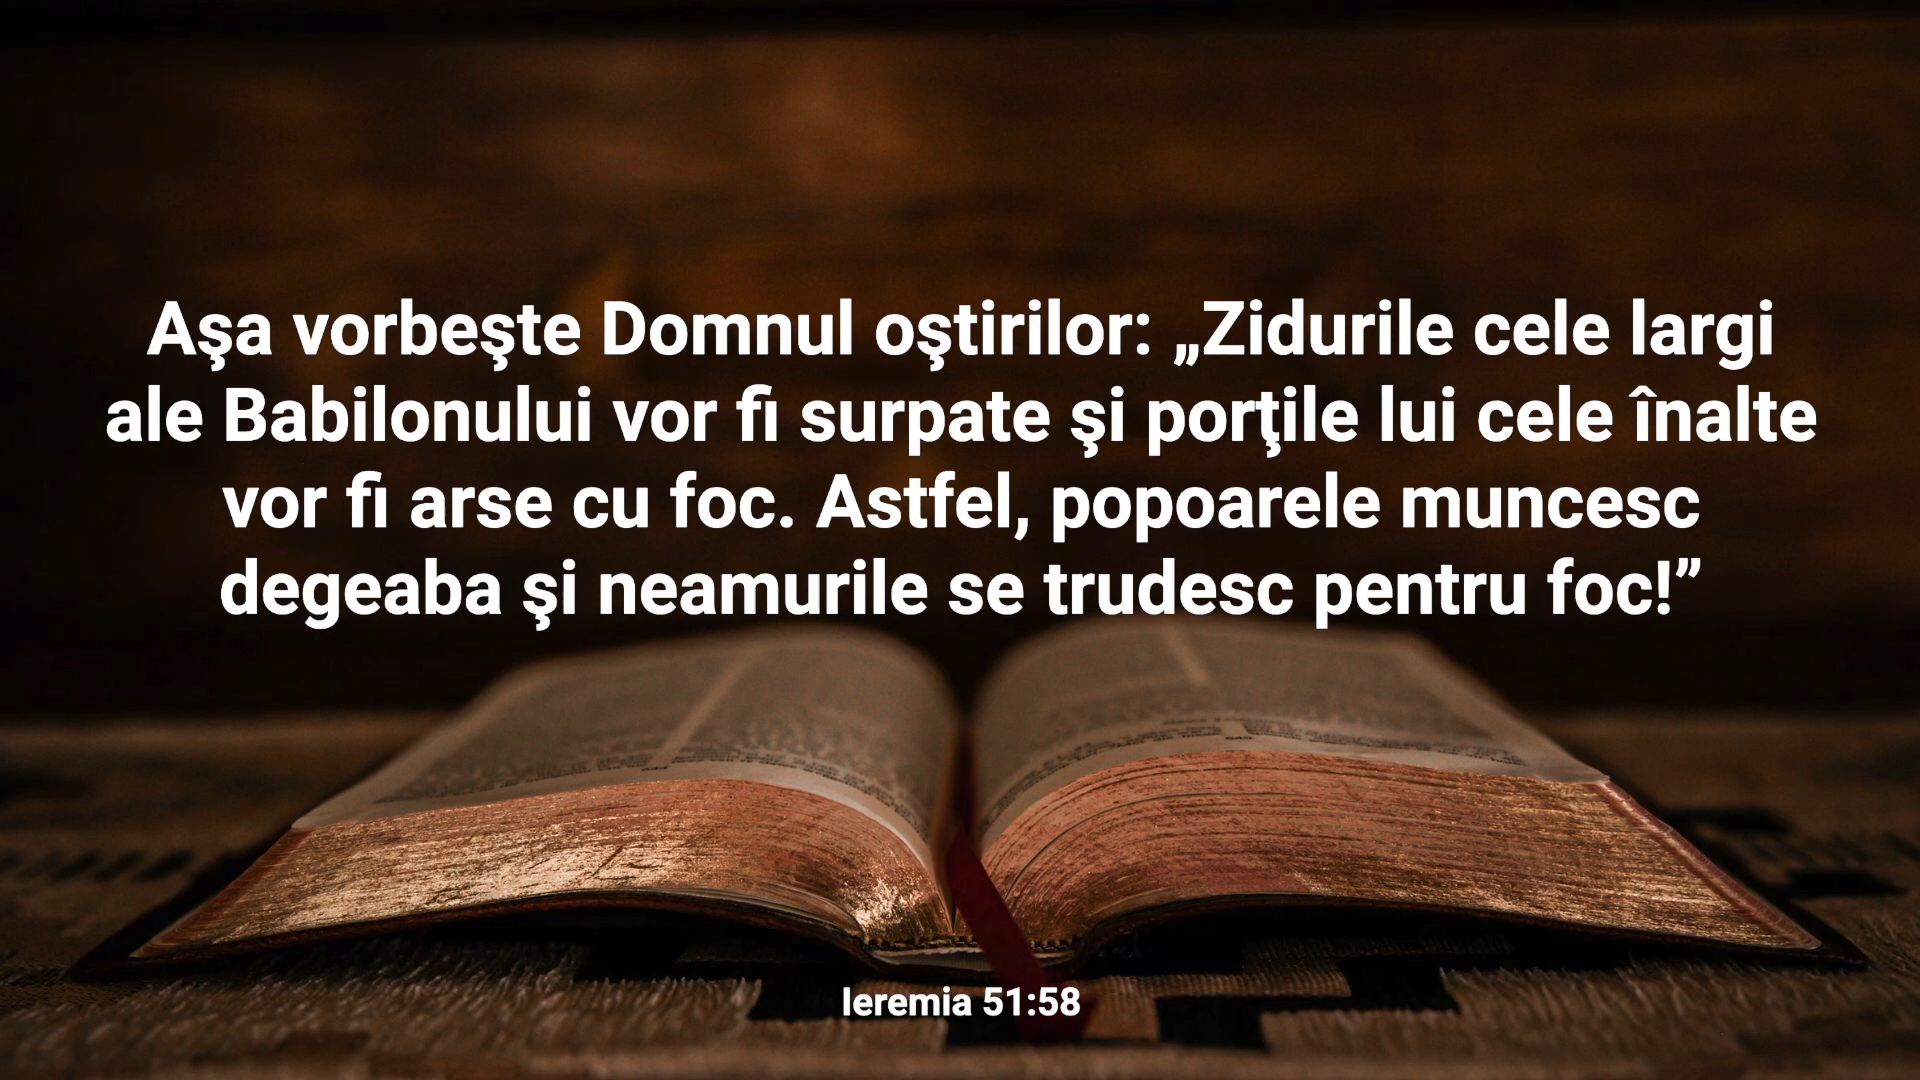 Aşa vorbeşte Domnul oştirilor: „Zidurile cele largi
ale Babilonului vor fi surpate şi porţile lui cele înalte
vor fi arse cu foc. Astfel, popoarele muncesc
degeaba şi neamurile se trudesc pentru foc!”
Ieremia 51:58